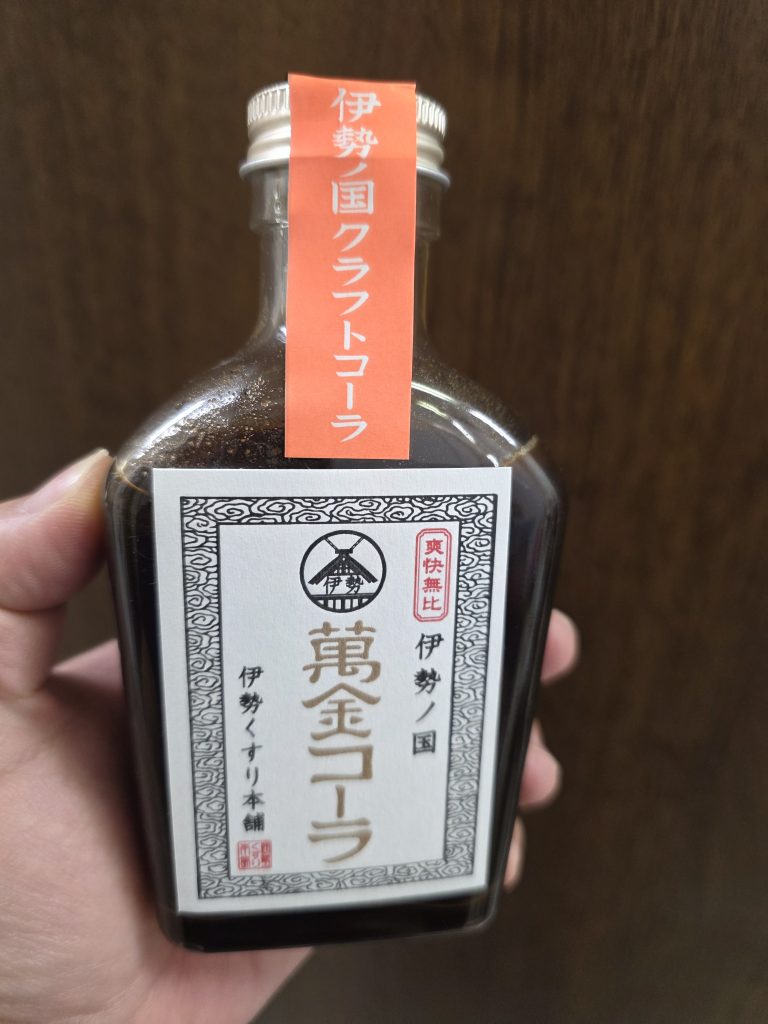 伊勢ノ国クラフトコーラ
伊勢
爽快無比
伊勢ノ国
萬金コーラ
伊勢くすり本舗